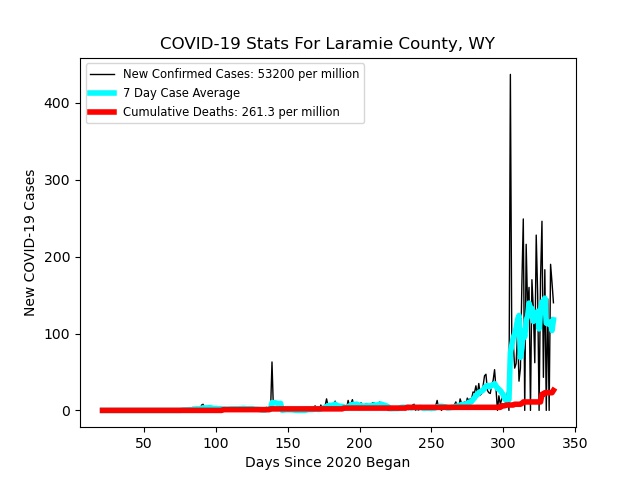 COVID-19 Stats For Laramie County, WY
New Confirmed Cases: 53200 per million
7 Day Case Average
Cumulative Deaths: 261.3 per million
New COVID-19 Cases
400
300
200
100
0
50 100 150 200 250 300 350
Days Since 2020 Began